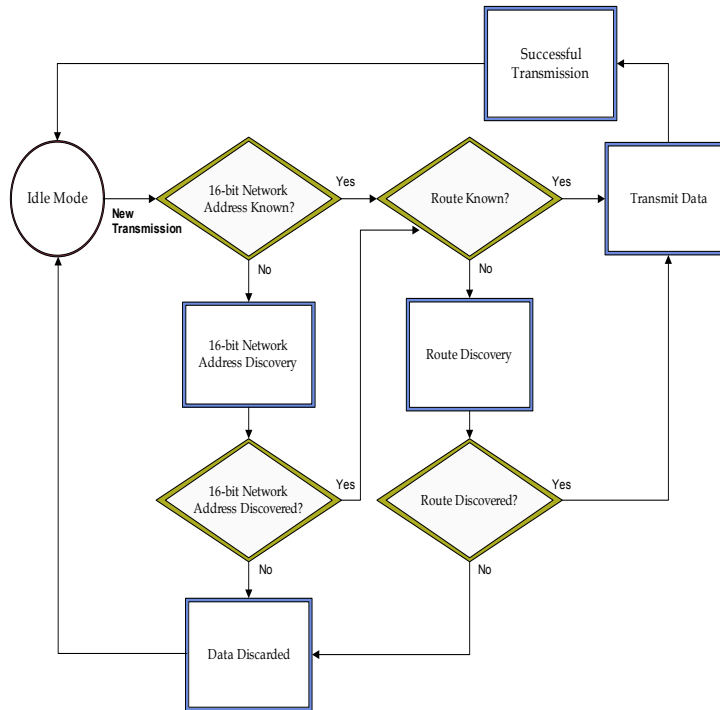 Successful
Transmission
Idle Mode
New
Transmission
16-bit Network
Address Known?
Yes
Route Known?
Yes
Transmit Data
No
No
16-bit Network
Address Discovery
Route Discovery
16-bit Network
Address Discovered?
Yes
Route Discovered?
Yes
No
No
Data Discarded